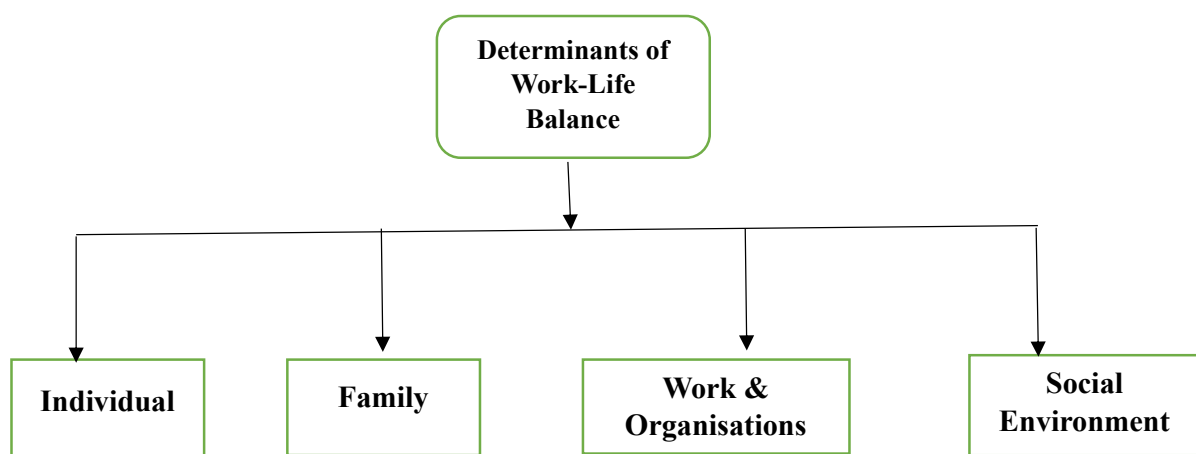 Determinants of
Work-Life
Balance
Individual
Family
Work &
Organisations
Social
Environment